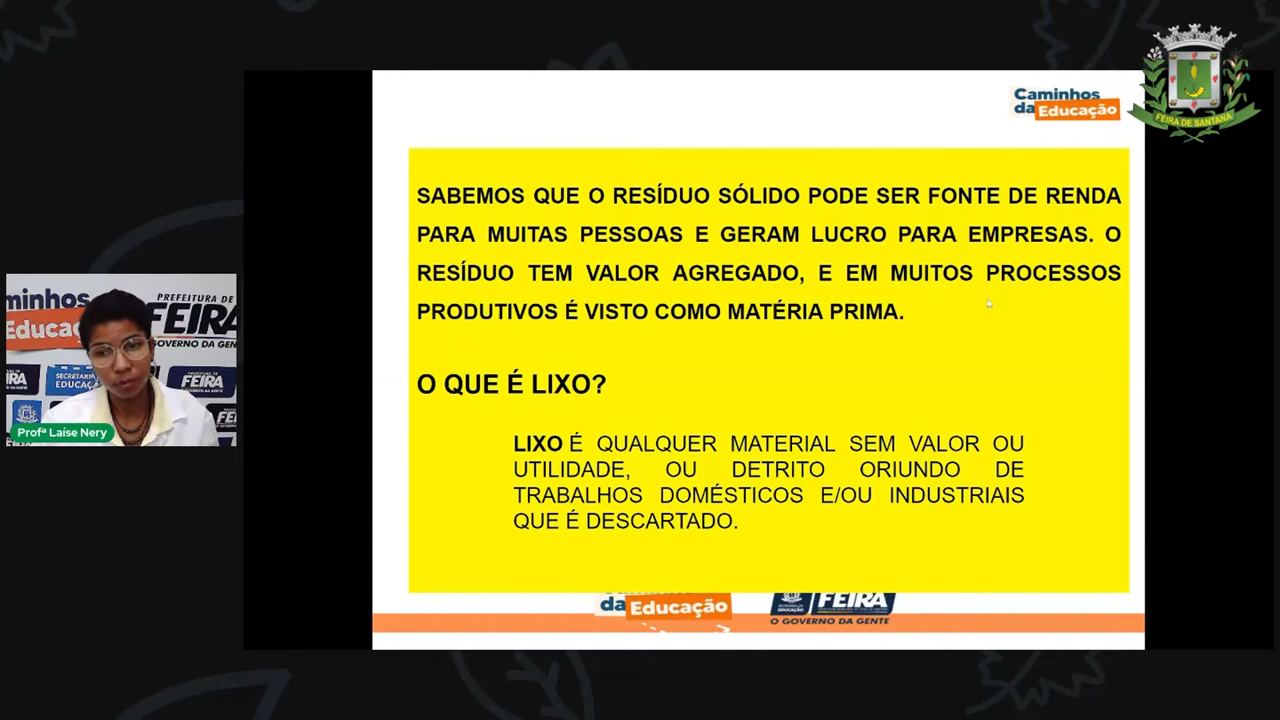 FEIRA DE SANTANA
Caminhos
da Educação
SABEMOS QUE O RESÍDUO SÓLIDO PODE SER FONTE DE RENDA
PARA MUITAS PESSOAS E GERAM LUCRO PARA EMPRESAS. O
RESÍDUO TEM VALOR AGREGADO, E EM MUITOS PROCESSOS
PRODUTIVOS É VISTO COMO MATÉRIA PRIMA.
O QUE É LIXO?
LIXO É QUALQUER MATERIAL SEM VALOR OU
UTILIDADE, OU DETRITO ORIUNDO DE
TRABALHOS DOMÉSTICOS E/OU INDUSTRIAIS
QUE É DESCARTADO.
da Educação
FEIRA
O GOVERNO DA GENTE
PREFEITURA DE
FEIRA
GOVERNO DA GENTE
FEIRA
Profª Laíse Nery